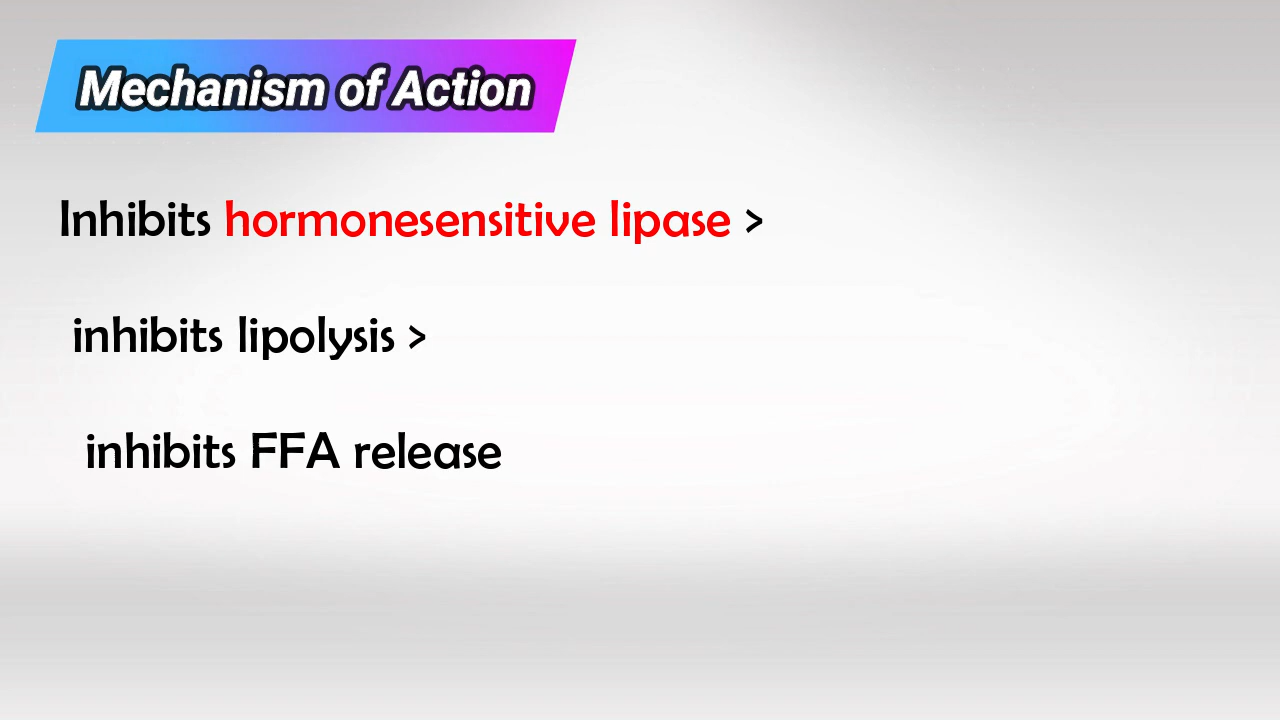 Mechanism of Action
Inhibits hormonesensitive lipase >
inhibits lipolysis >
inhibits FFA release